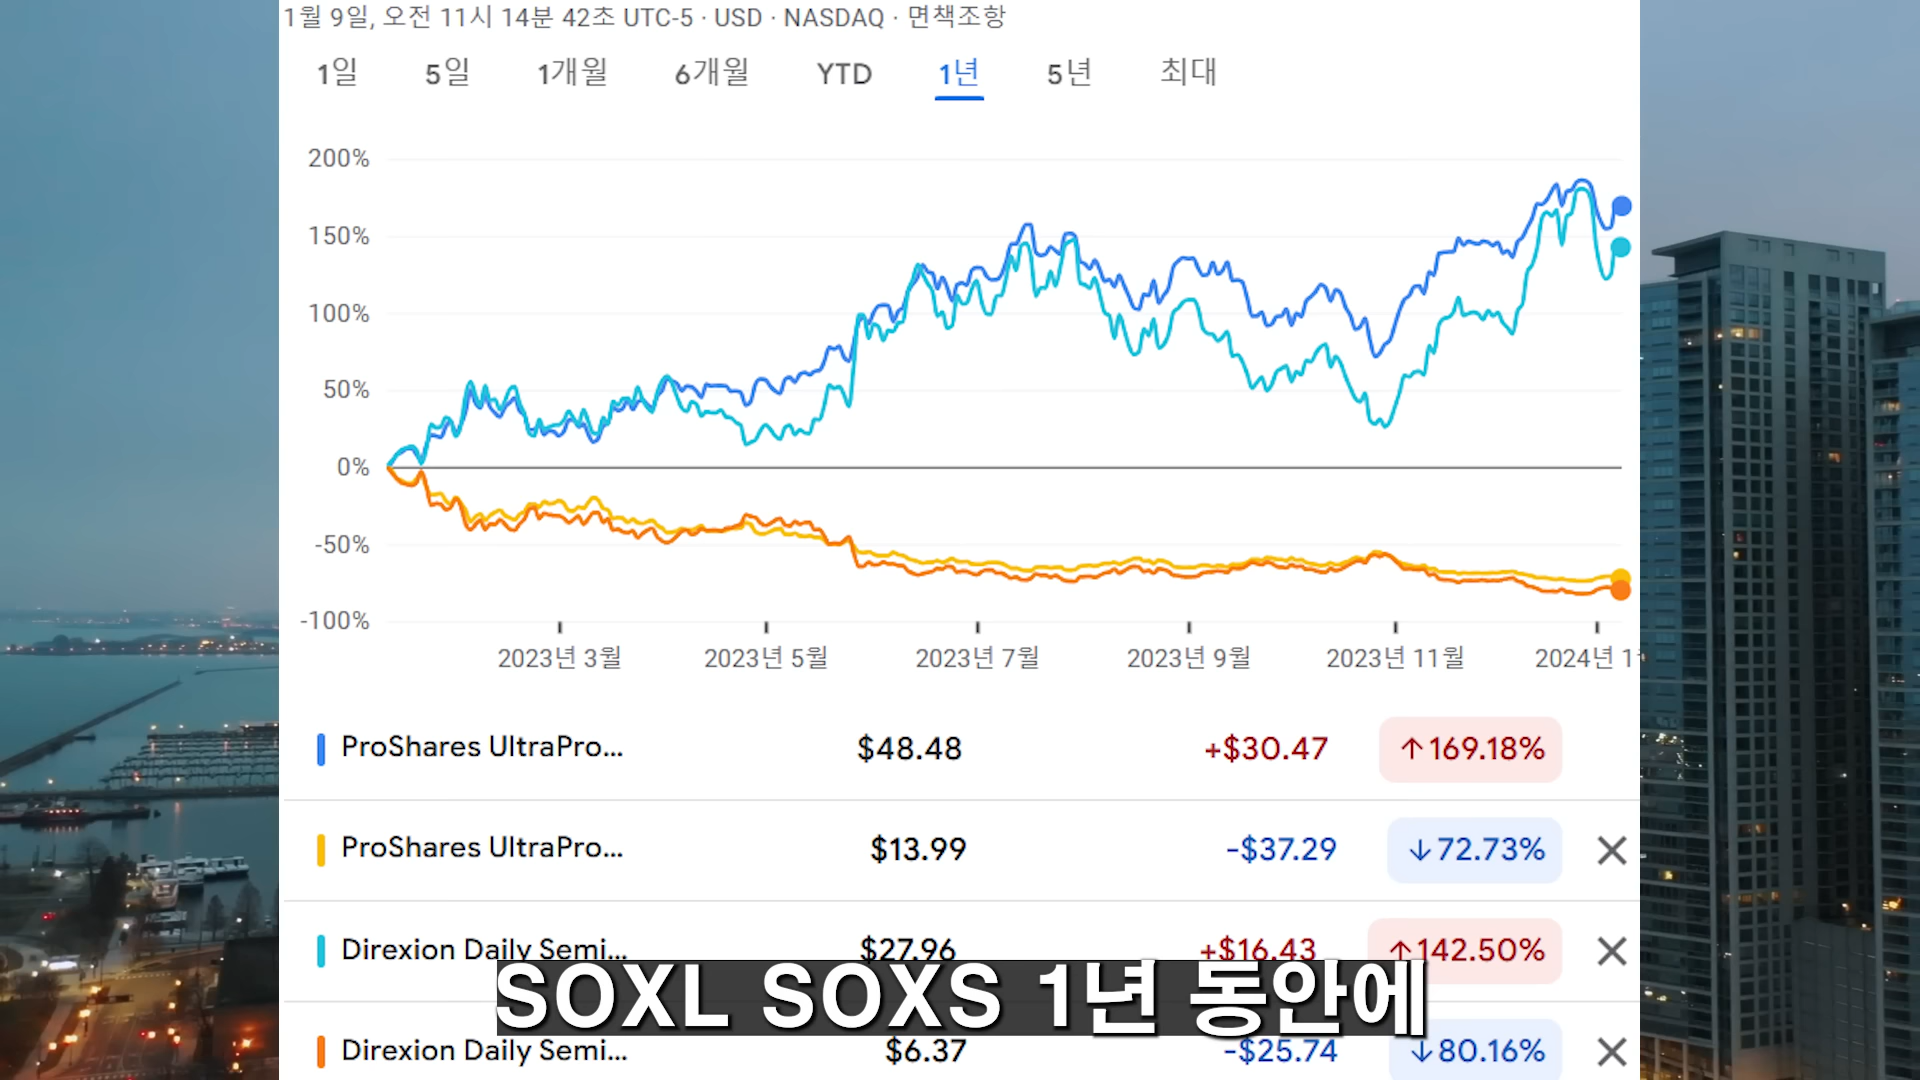 1월 9일, 오전 11시 14분 42초 UTC-5 · USD · NASDAQ · 면책조항
1일 5일 1개월 6개월 YTD 1년 5년 최대
200%
150%
100%
50%
0%
-50%
-100%
2023년 3월 2023년 5월 2023년 7월 2023년 9월 2023년 11월 2024년 1
ProShares UltraPro... $48.48 +$30.47 ↑169.18%
ProShares UltraPro... $13.99 -$37.29 ↓72.73%
Direxion Daily Semi... $27.96 +$16.43 ↑142.50%
SOXL SOXS 1년 동안에
Direxion Daily Semi... $6.37 -$25.74 ↓80.16%